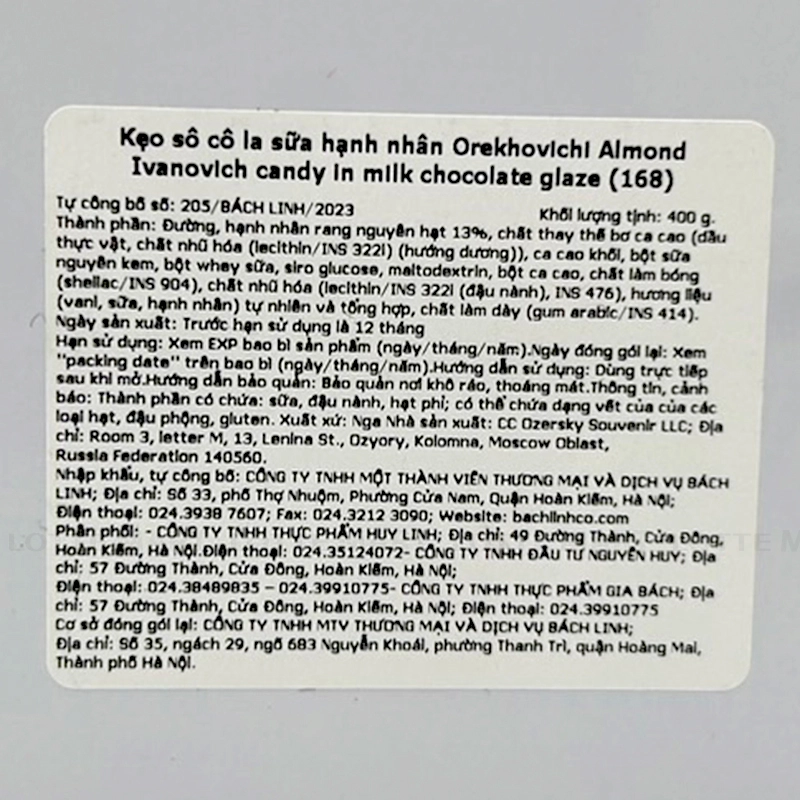 Kẹo sô cô la sữa hạnh nhân Orekhovichi Almond
Ivanovich candy in milk chocolate glaze (168)
Tự công bố số: 205/BÁCH LINH/2023
Khối lượng tịnh: 400 g.
Thành phần: Đường, hạnh nhân rang nguyên hạt 13%, chất thay thế bơ ca cao (dầu
thực vật, chất nhũ hóa (lecithin/INS 322i) (hướng dương)), ca cao khối, bột sữa
nguyên kem, bột whey sữa, siro glucose, maltodextrin, bột ca cao, chất làm bóng
(shellac/INS 904), chất nhũ hóa (lecithin/INS 322i (đậu nành), INS 476), hương liệu
(vani, sữa, hạnh nhân) tự nhiên và tổng hợp, chất làm dày (gum arabic/INS 414).
Ngày sản xuất: Trước hạn sử dụng là 12 tháng
Hạn sử dụng: Xem EXP bao bì sản phẩm (ngày/tháng/năm).Ngày đóng gói lại: Xem
"packing date" trên bao bì (ngày/tháng/năm).Hướng dẫn sử dụng: Dùng trực tiếp
sau khi mở.Hướng dẫn bảo quản: Bảo quản nơi khô ráo, thoáng mát.Thông tin, cảnh
báo: Thành phần có chứa: sữa, đậu nành, hạt phỉ; có thể chứa dạng vết của của các
loại hạt, đậu phộng, gluten. Xuất xứ: Nga Nhà sản xuất: CC Ozersky Souvenir LLC; Địa
chỉ: Room 3, letter M, 13, Lenina St., Ozyory, Kolomna, Moscow Oblast,
Russia Federation 140560.
Nhập khẩu, tự công bố: CÔNG TY TNHH MỘT THÀNH VIÊN THƯƠNG MẠI VÀ DỊCH VỤ BÁCH
LINH; Địa chỉ: Số 33, phố Thợ Nhuộm, Phường Cửa Nam, Quận Hoàn Kiếm, Hà Nội;
Điện thoại: 024.3938 7607; Fax: 024.3212 3090; Website: bachlinhco.com
Phân phối: - CÔNG TY TNHH THỰC PHẨM HUY LINH; Địa chỉ: 49 Đường Thành, Cửa Đông,
Hoàn Kiếm, Hà Nội.Điện thoại: 024.35124072- CÔNG TY TNHH ĐẦU TƯ NGUYÊN HUY; Địa
chỉ: 57 Đường Thành, Cửa Đông, Hoàn Kiếm, Hà Nội;
Điện thoại: 024.38489835 – 024.39910775- CÔNG TY TNHH THỰC PHẨM GIA BÁCH; Địa
chỉ: 57 Đường Thành, Cửa Đông, Hoàn Kiếm, Hà Nội; Điện thoại: 024.39910775
Cơ sở đóng gói lại: CÔNG TY TNHH MTV THƯƠNG MẠI VÀ DỊCH VỤ BÁCH LINH;
Địa chỉ: Số 35, ngách 29, ngõ 683 Nguyễn Khoái, phường Thanh Trì, quận Hoàng Mai,
Thành phố Hà Nội.